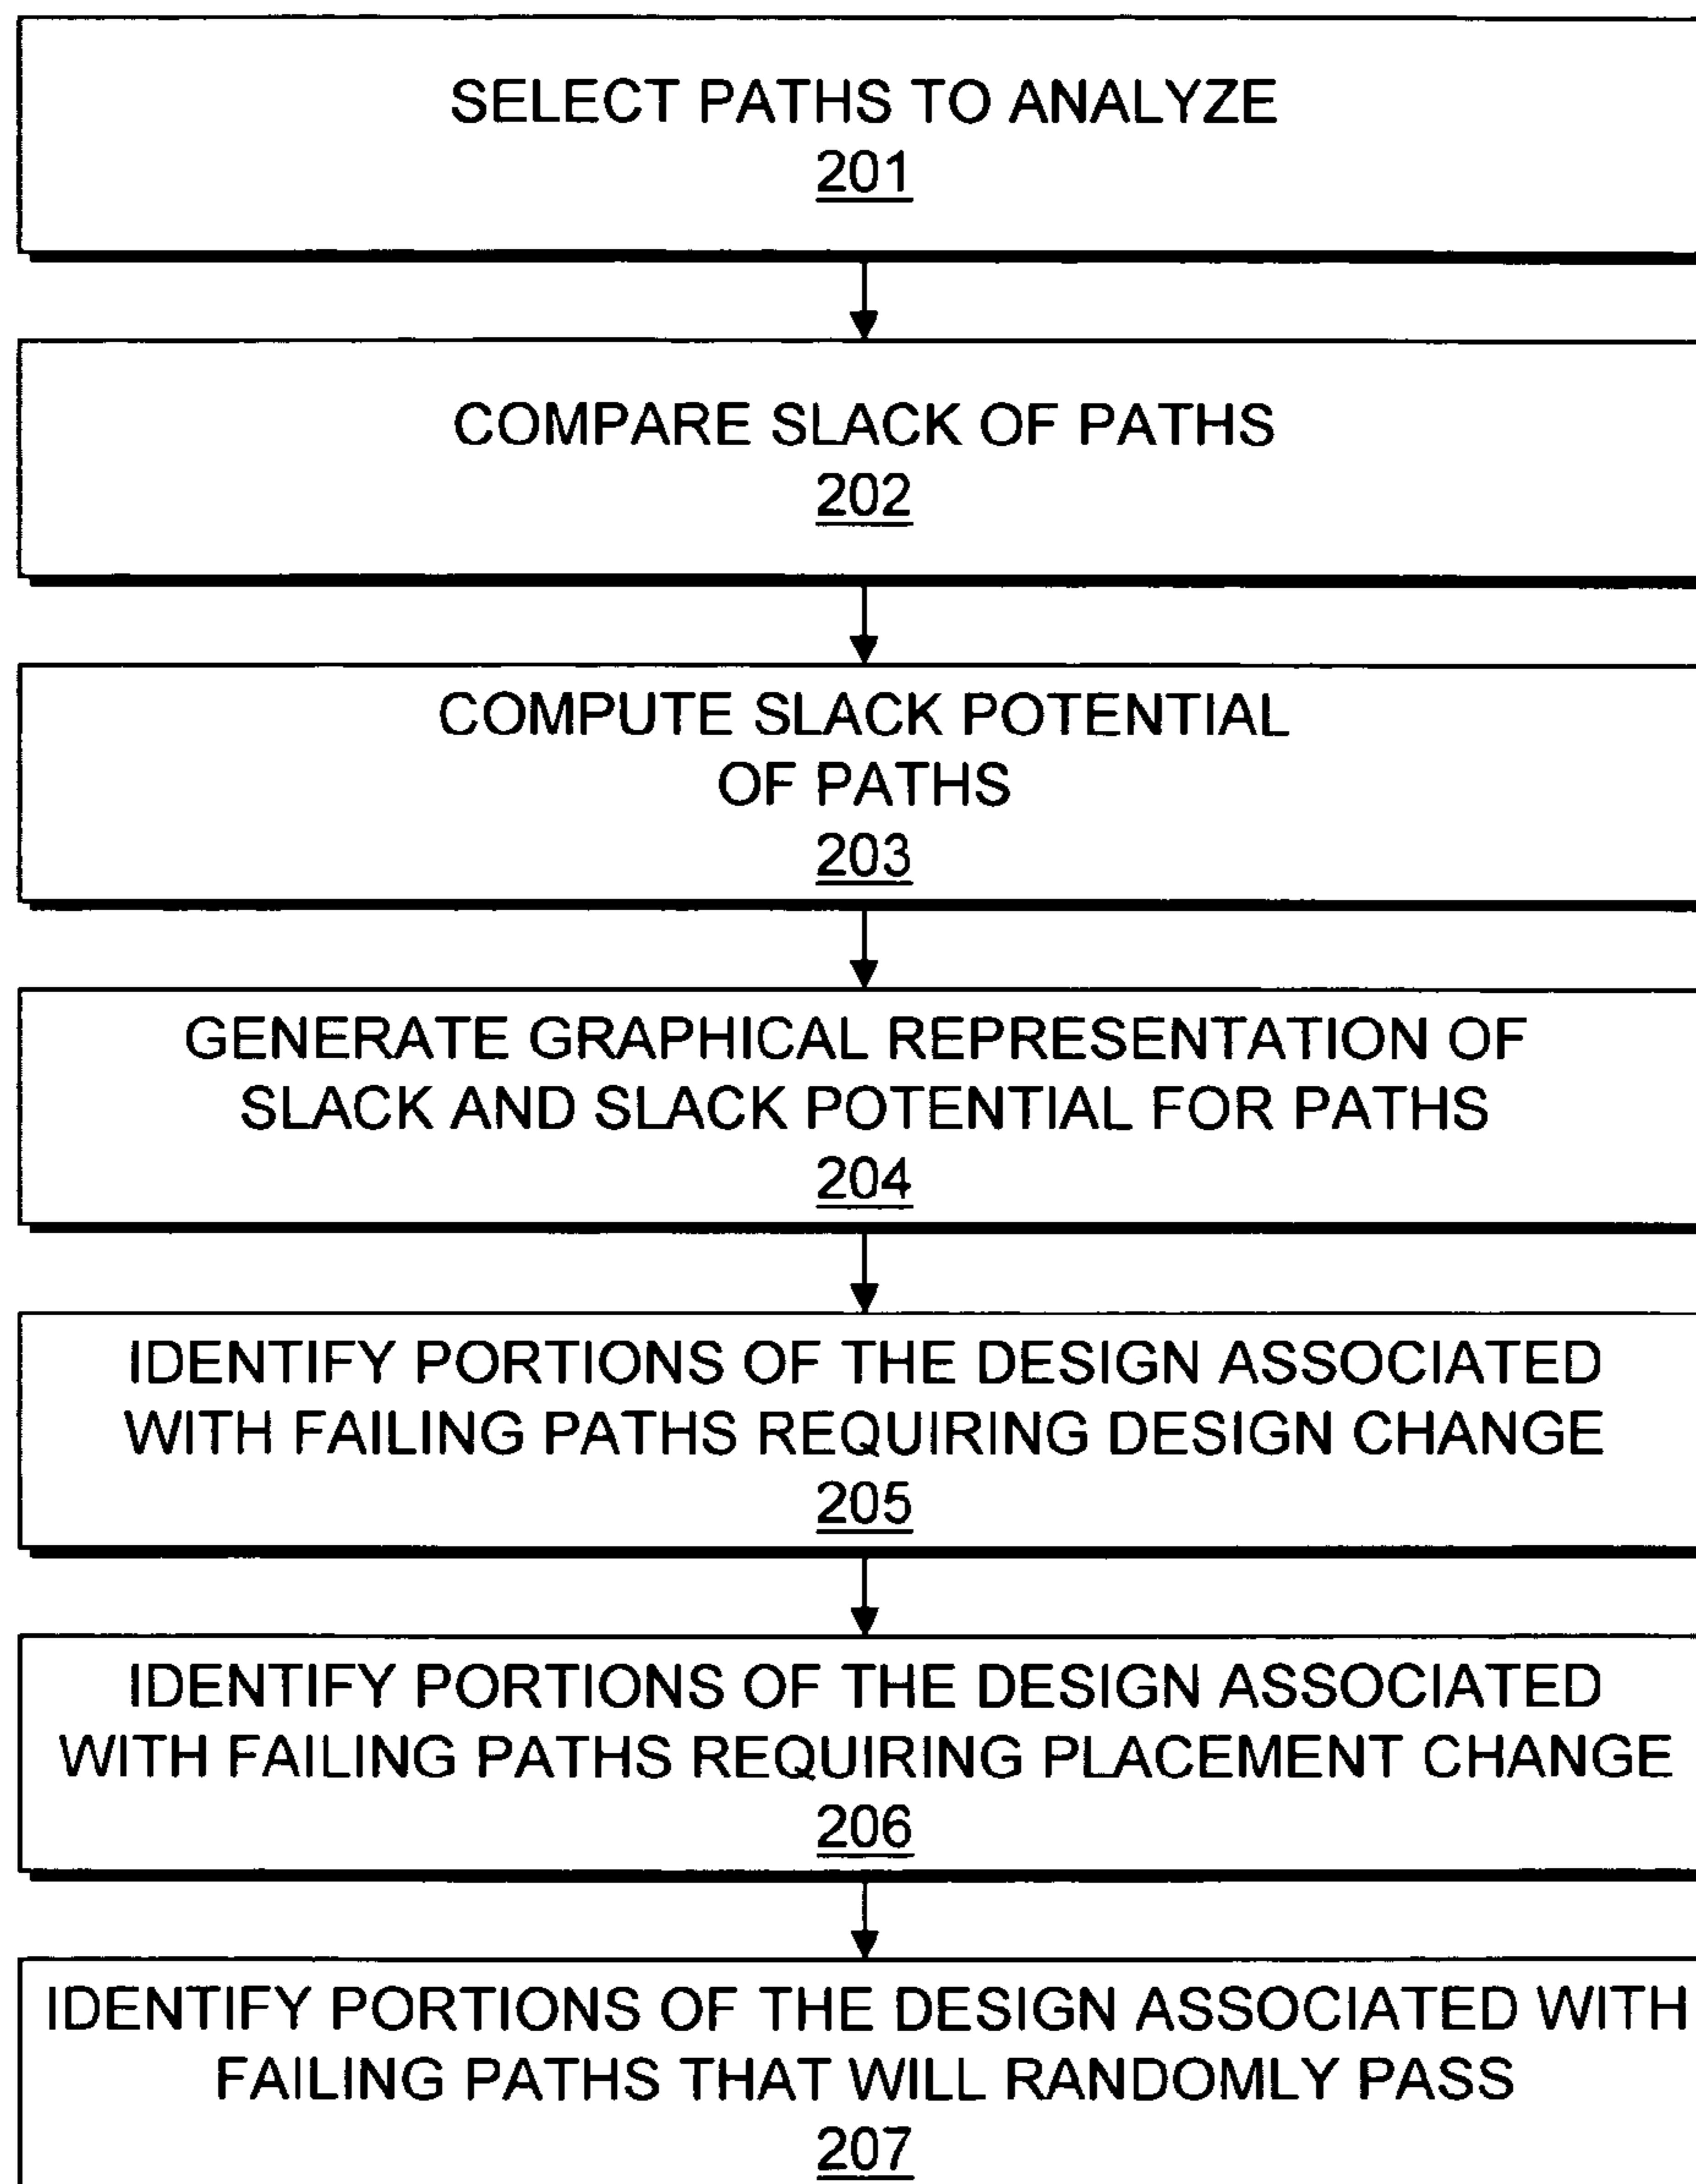 SELECT PATHS TO ANALYZE
201
COMPARE SLACK OF PATHS
202
COMPUTE SLACK POTENTIAL
OF PATHS
203
GENERATE GRAPHICAL REPRESENTATION OF
SLACK AND SLACK POTENTIAL FOR PATHS
204
IDENTIFY PORTIONS OF THE DESIGN ASSOCIATED
WITH FAILING PATHS REQUIRING DESIGN CHANGE
205
IDENTIFY PORTIONS OF THE DESIGN ASSOCIATED
WITH FAILING PATHS REQUIRING PLACEMENT CHANGE
206
IDENTIFY PORTIONS OF THE DESIGN ASSOCIATED WITH
FAILING PATHS THAT WILL RANDOMLY PASS
207